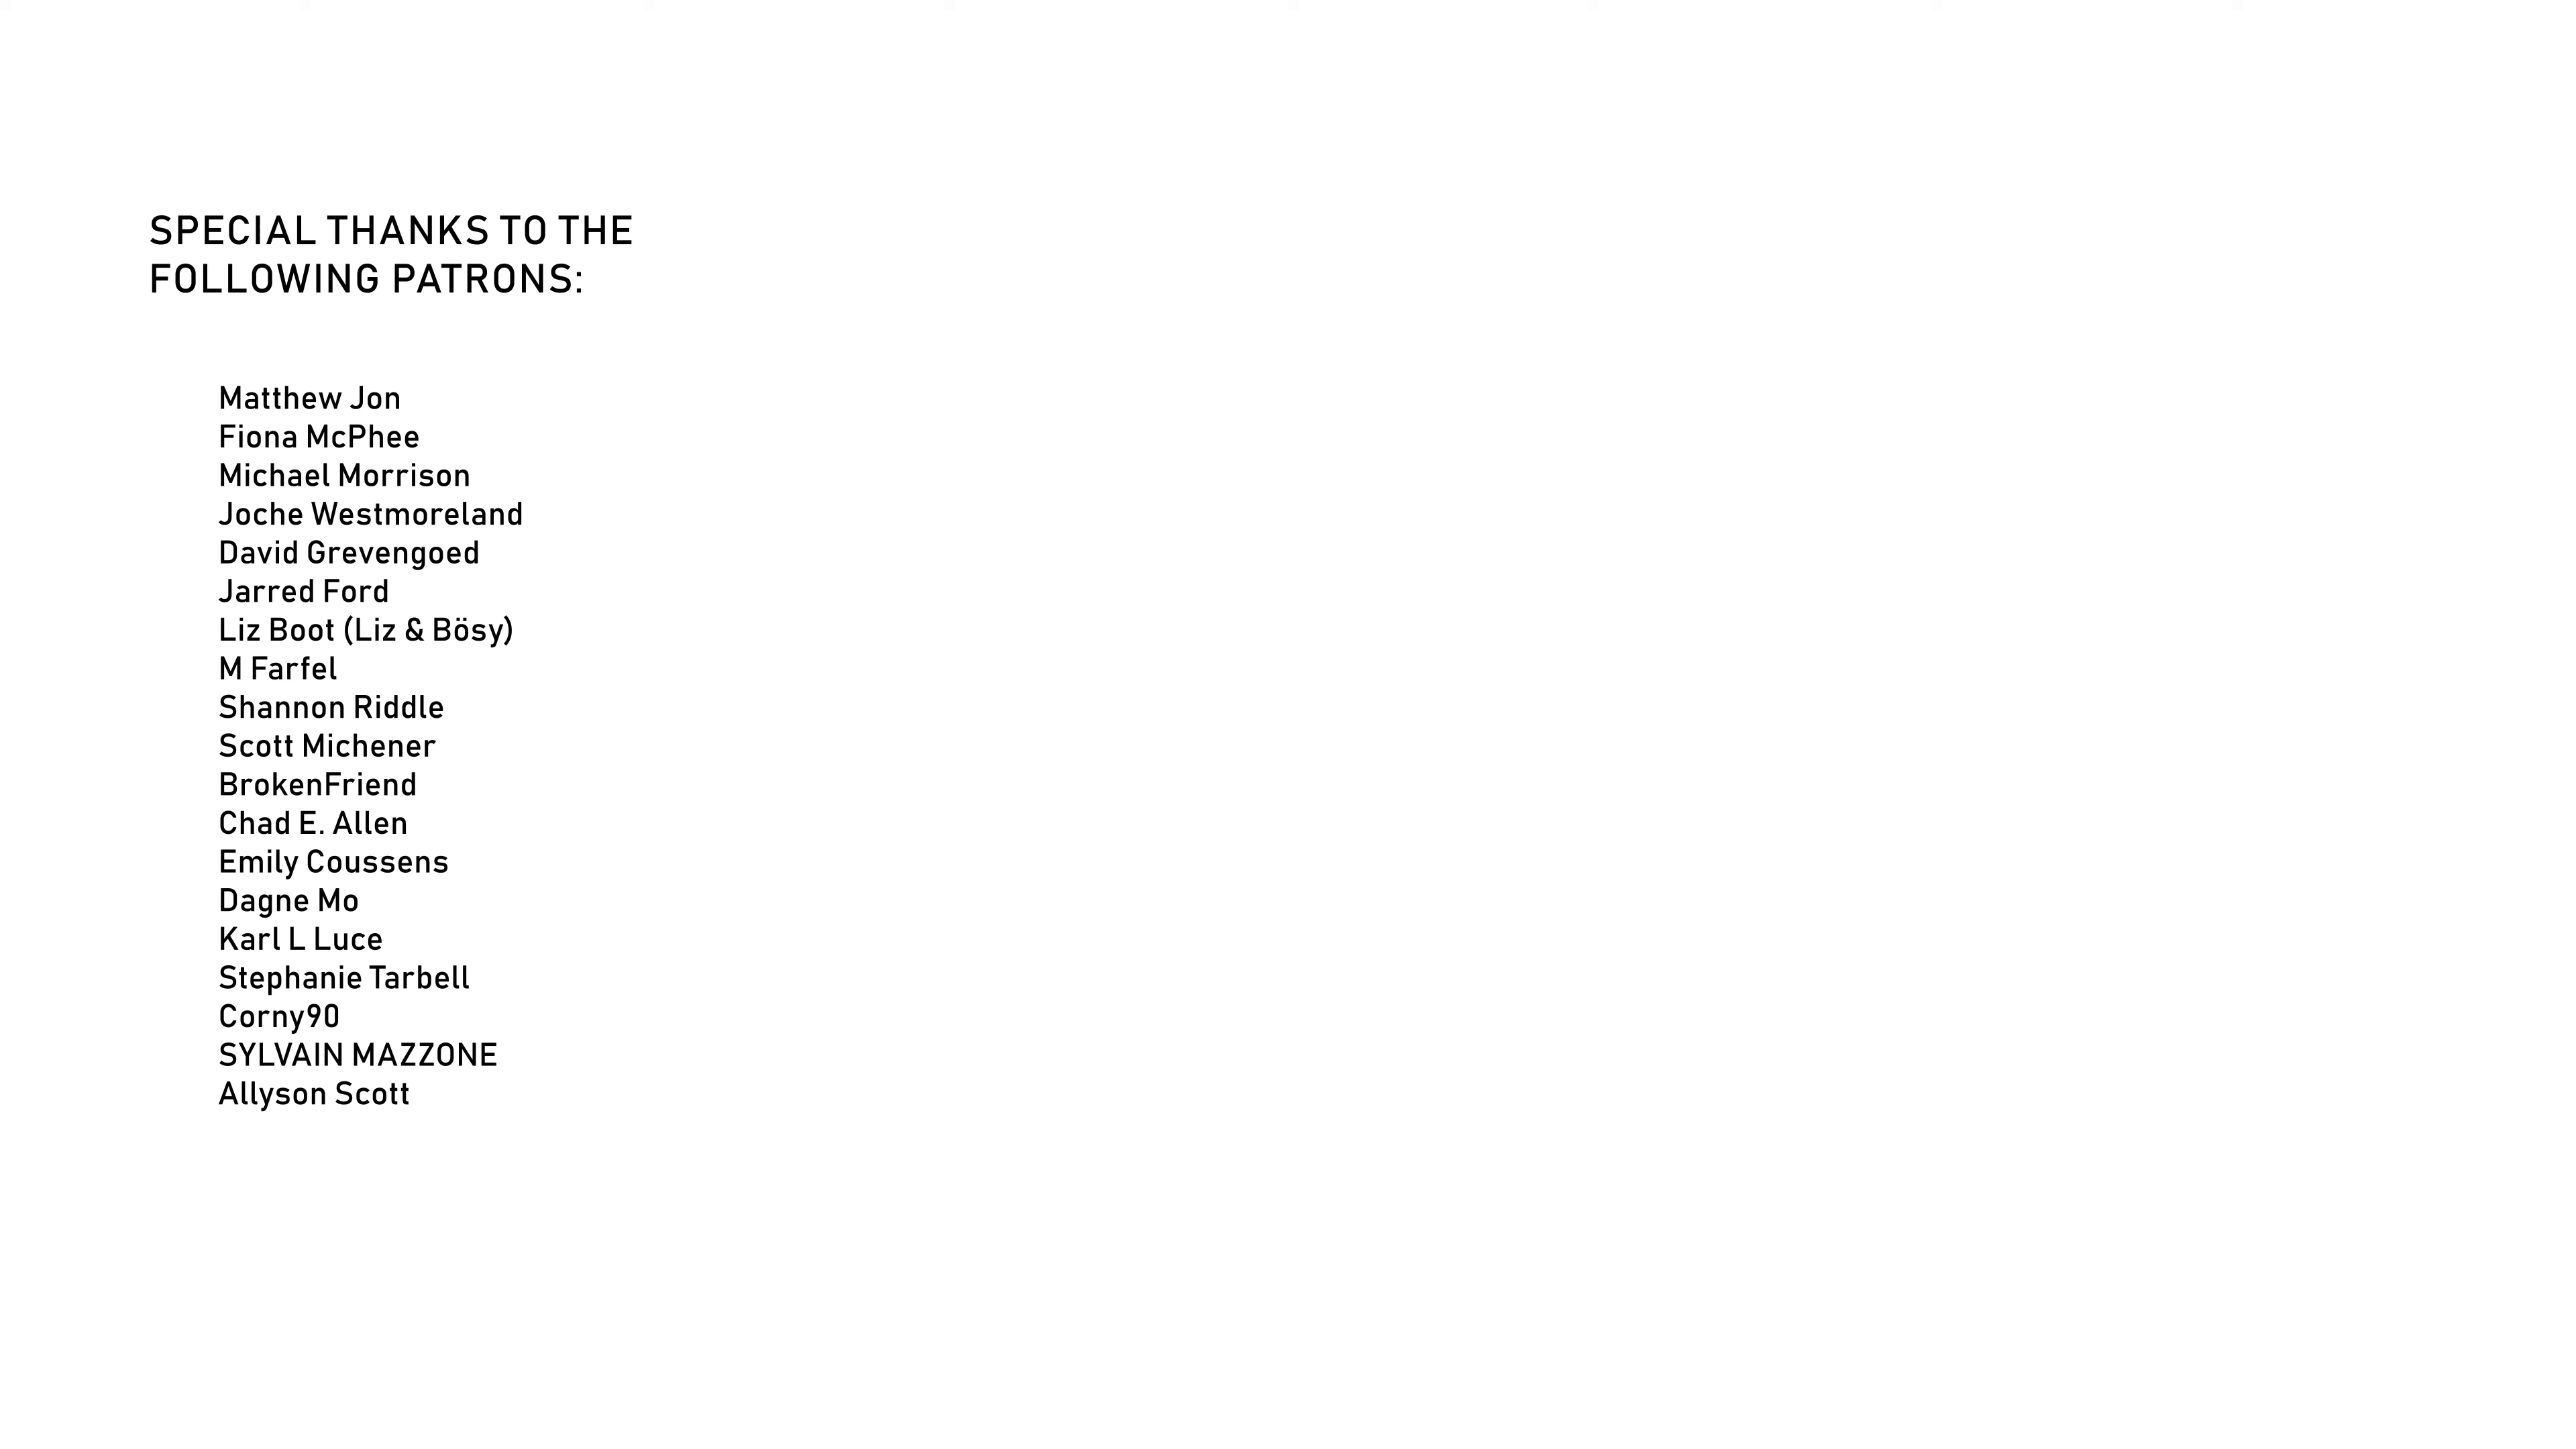 SPECIAL THANKS TO THE
FOLLOWING PATRONS:
Matthew Jon
Fiona McPhee
Michael Morrison
Joche Westmoreland
David Grevengoed
Jarred Ford
Liz Boot (Liz & Bösy)
M Farfel
Shannon Riddle
Scott Michener
BrokenFriend
Chad E. Allen
Emily Coussens
Dagne Mo
Karl L Luce
Stephanie Tarbell
Corny90
SYLVAIN MAZZONE
Allyson Scott